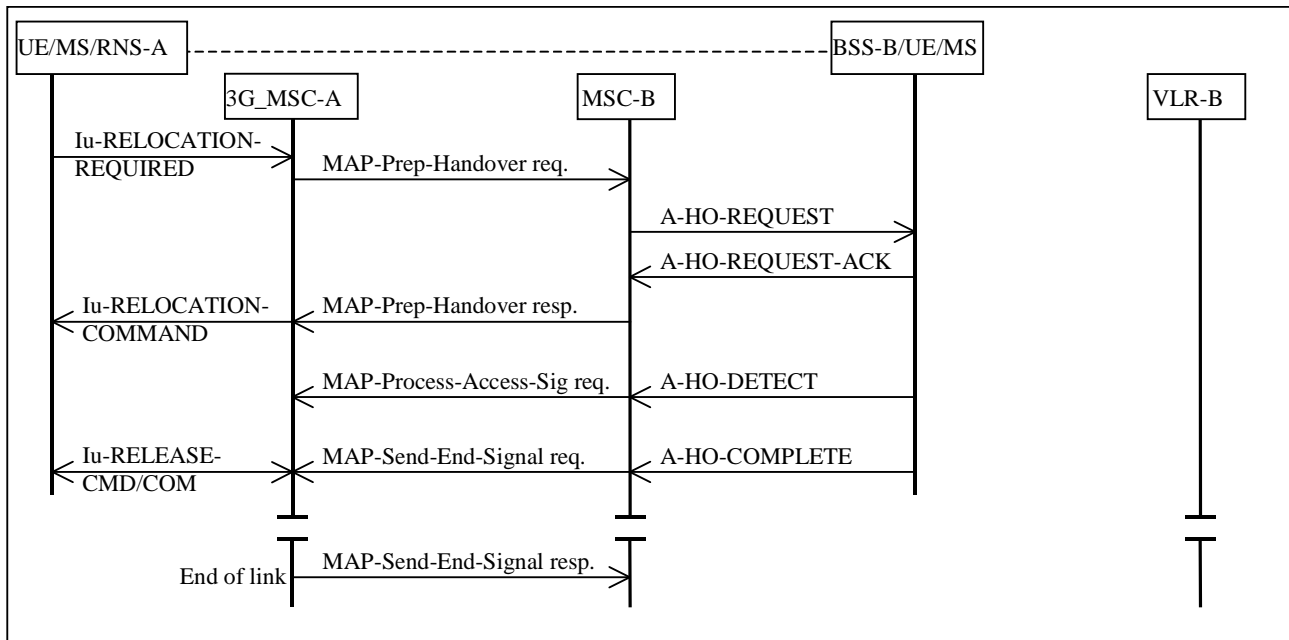 UE/MS/RNS-A
BSS-B/UE/MS
3G_MSC-A
MSC-B
VLR-B
Iu-RELOCATION-
REQUIRED
MAP-Prep-Handover req.
A-HO-REQUEST
A-HO-REQUEST-ACK
Iu-RELOCATION-
COMMAND
MAP-Prep-Handover resp.
MAP-Process-Access-Sig req.
A-HO-DETECT
Iu-RELEASE-
CMD/COM
MAP-Send-End-Signal req.
A-HO-COMPLETE
End of link
MAP-Send-End-Signal resp.